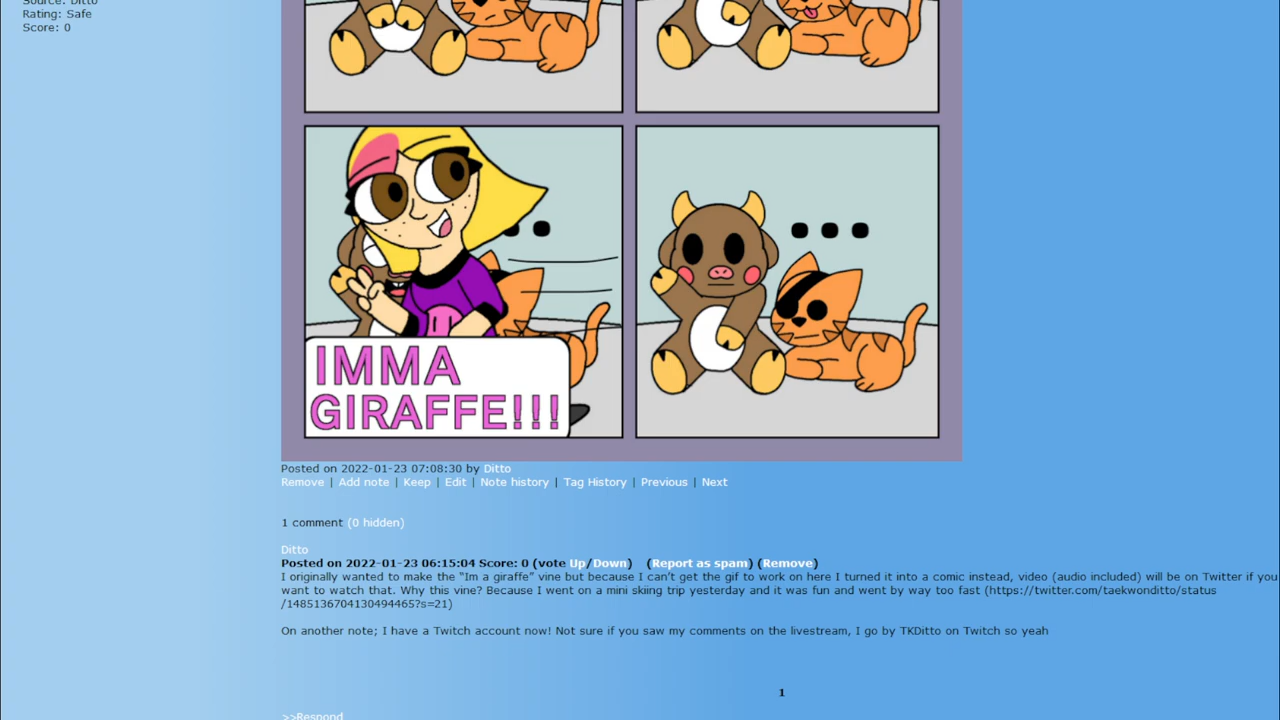 Source: Ditto
Rating: Safe
Score: 0
IMMA
GIRAFFE!!!
Posted on 2022-01-23 07:08:30 by Ditto
Remove | Add note | Keep | Edit | Note history | Tag History | Previous | Next
1 comment (0 hidden)
Ditto
Posted on 2022-01-23 06:15:04 Score: 0 (vote Up/Down) (Report as spam) (Remove)
I originally wanted to make the "Im a giraffe" vine but because I can't get the gif to work on here I turned it into a comic instead, video (audio included) will be on Twitter if you
want to watch that. Why this vine? Because I went on a mini skiing trip yesterday and it was fun and went by way too fast (https://twitter.com/taekwonditto/status
/1485136704130494465?s=21)
On another note; I have a Twitch account now! Not sure if you saw my comments on the livestream, I go by TKDitto on Twitch so yeah
1
>>Respond